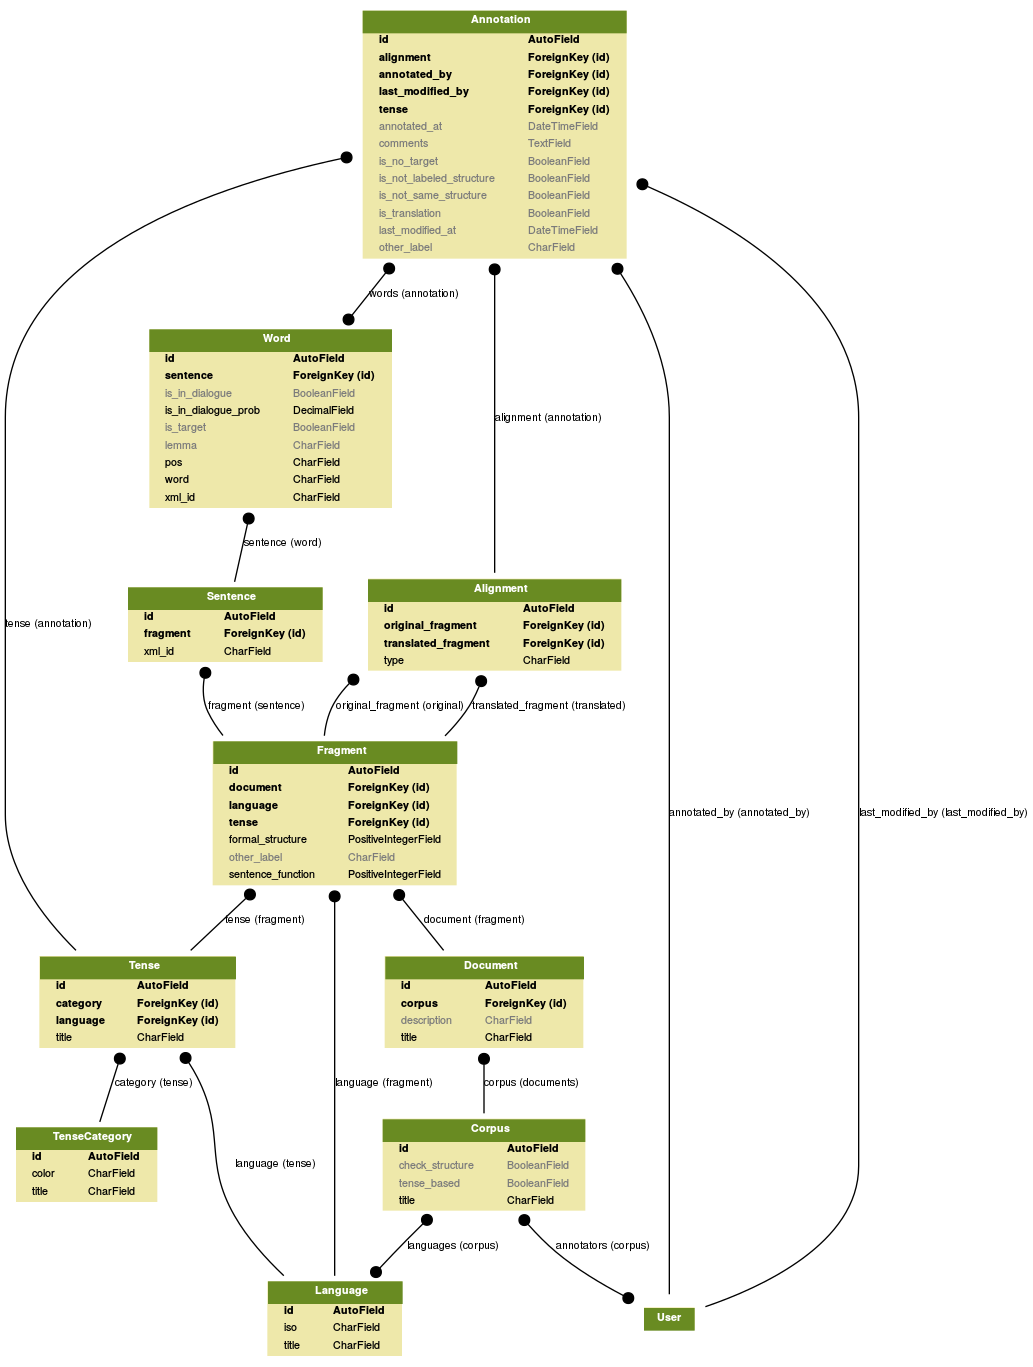 Annotation
id AutoField
alignment ForeignKey (id)
annotated_by ForeignKey (id)
last_modified_by ForeignKey (id)
tense ForeignKey (id)
annotated_at DateTimeField
comments TextField
is_no_target BooleanField
is_not_labeled_structure BooleanField
is_not_same_structure BooleanField
is_translation BooleanField
last_modified_at DateTimeField
other_label CharField
words (annotation)
Word
id AutoField
sentence ForeignKey (id)
is_in_dialogue BooleanField
is_in_dialogue_prob DecimalField
is_target BooleanField
lemma CharField
pos CharField
word CharField
xml_id CharField
alignment (annotation)
sentence (word)
Sentence
id AutoField
fragment ForeignKey (id)
xml_id CharField
Alignment
id AutoField
original_fragment ForeignKey (id)
translated_fragment ForeignKey (id)
type CharField
tense (annotation)
fragment (sentence)
original_fragment (original)
translated_fragment (translated)
Fragment
id AutoField
document ForeignKey (id)
language ForeignKey (id)
tense ForeignKey (id)
formal_structure PositiveIntegerField
other_label CharField
sentence_function PositiveIntegerField
annotated_by (annotated_by)
last_modified_by (last_modified_by)
tense (fragment)
document (fragment)
Tense
id AutoField
category ForeignKey (id)
language ForeignKey (id)
title CharField
Document
id AutoField
corpus ForeignKey (id)
description CharField
title CharField
category (tense)
language (fragment)
corpus (documents)
TenseCategory
id AutoField
color CharField
title CharField
language (tense)
Corpus
id AutoField
check_structure BooleanField
tense_based BooleanField
title CharField
languages (corpus)
annotators (corpus)
Language
id AutoField
iso CharField
title CharField
User